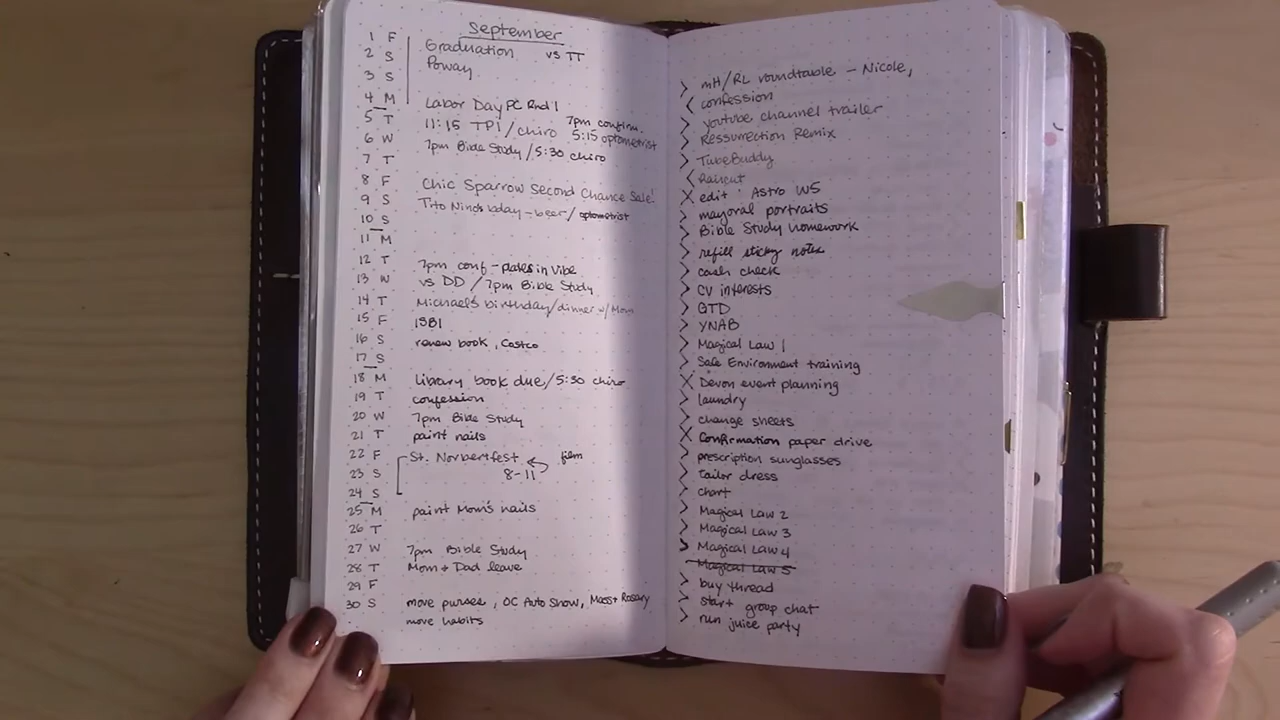 September
1 F Graduation vs TT
2 S Poway
3 S
4 M Labor Day PC Rnd 1
5 T 11:15 TP1/chiro 7pm confirm. 5:15 optometrist
6 W 7pm Bible Study/5:30 chiro
7 T
8 F Chic Sparrow Second Chance Sale!
9 S Tito Nino's bday - beer/optometrist
10 S
11 M
12 T 7pm conf - plates in Vibe
13 W vs DD / 7pm Bible Study
14 T Michael's birthday/dinner w/Mom
15 F ISBI
16 S renew book, Costco
17 S
18 M Library book due/5:30 chiro
19 T confession
20 W 7pm Bible Study
21 T paint nails
22 F St. Norbertfest film
23 S 8-11
24 S
25 M paint Mom's nails
26 T
27 W 7pm Bible Study
28 T Mom + Dad leave
29 F
30 S move purses, OC Auto Show, Mass + Rosary
move habits
> mH/RL roundtable - Nicole,
< confession
> youtube channel trailer
> Ressurrection Remix
> TubeBuddy
< Haircut
X edit Astro W5
> mayoral portraits
> Bible Study homework
> refill sticky notes
> cash check
> CV interests
> GTD
> YNAB
> Magical Law 1
> Safe Environment training
X Devon event planning
> laundry
> change sheets
X Confirmation paper drive
> prescription sunglasses
> tailor dress
> chart
> Magical Law 2
> Magical Law 3
> Magical Law 4
Magical Law 5
> buy thread
> start group chat
> run juice party